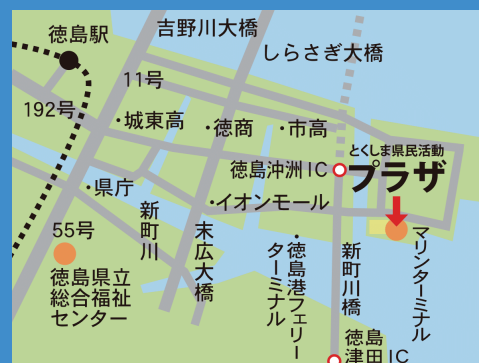 徳島駅
吉野川大橋
しらさぎ大橋
11号
192号
・城東高
・徳商
・市高
とくしま県民活動
プラザ
徳島沖洲IC
・県庁
・イオンモール
新町川
末広大橋
55号
徳島県立
総合福祉
センター
・徳島港フェリー
ターミナル
新町川橋
マリンターミナル
徳島
津田IC